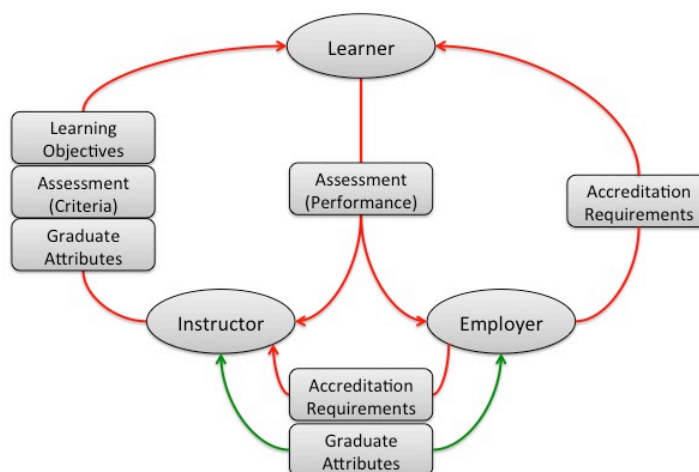 Learner
Learning
Objectives
Assessment
(Criteria)
Graduate
Attributes
Assessment
(Performance)
Accreditation
Requirements
Instructor
Employer
Accreditation
Requirements
Graduate
Attributes